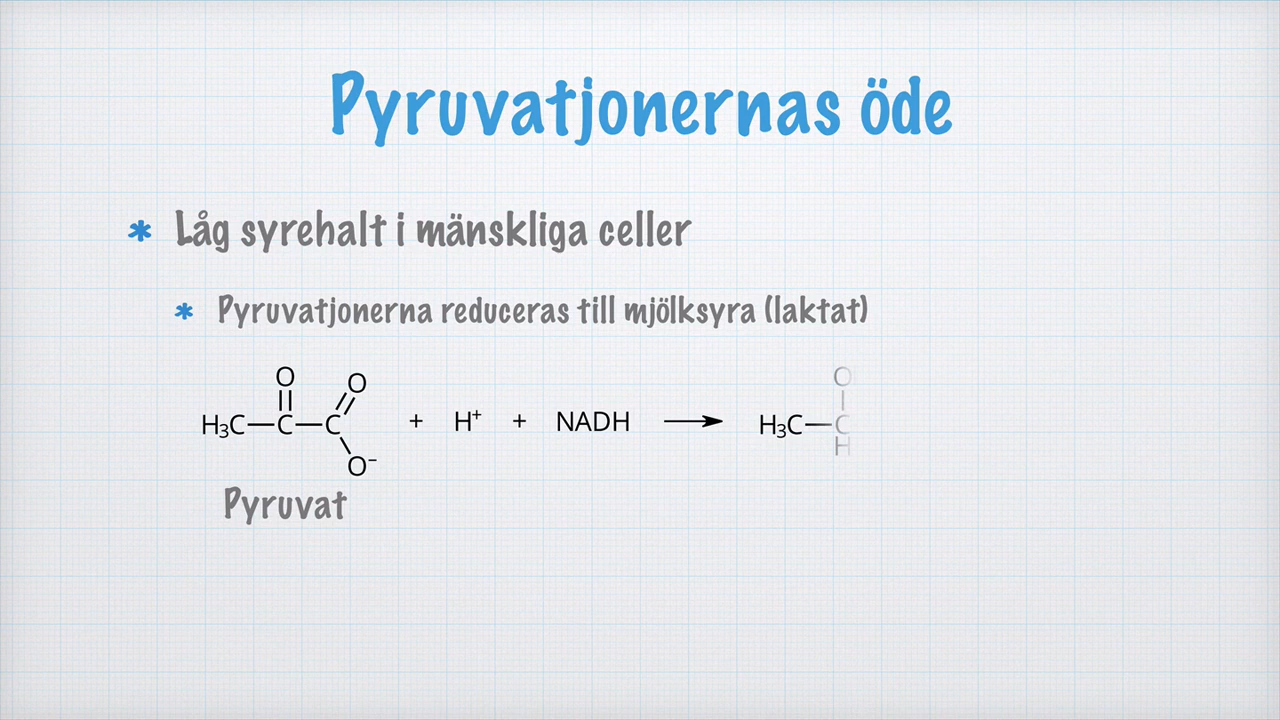 Pyruvatjonernas öde
* Låg syrehalt i mänskliga celler
* Pyruvatjonerna reduceras till mjölksyra (laktat)
O O O
H₃C C C + H⁺ + NADH H₃C C
O⁻ H
Pyruvat